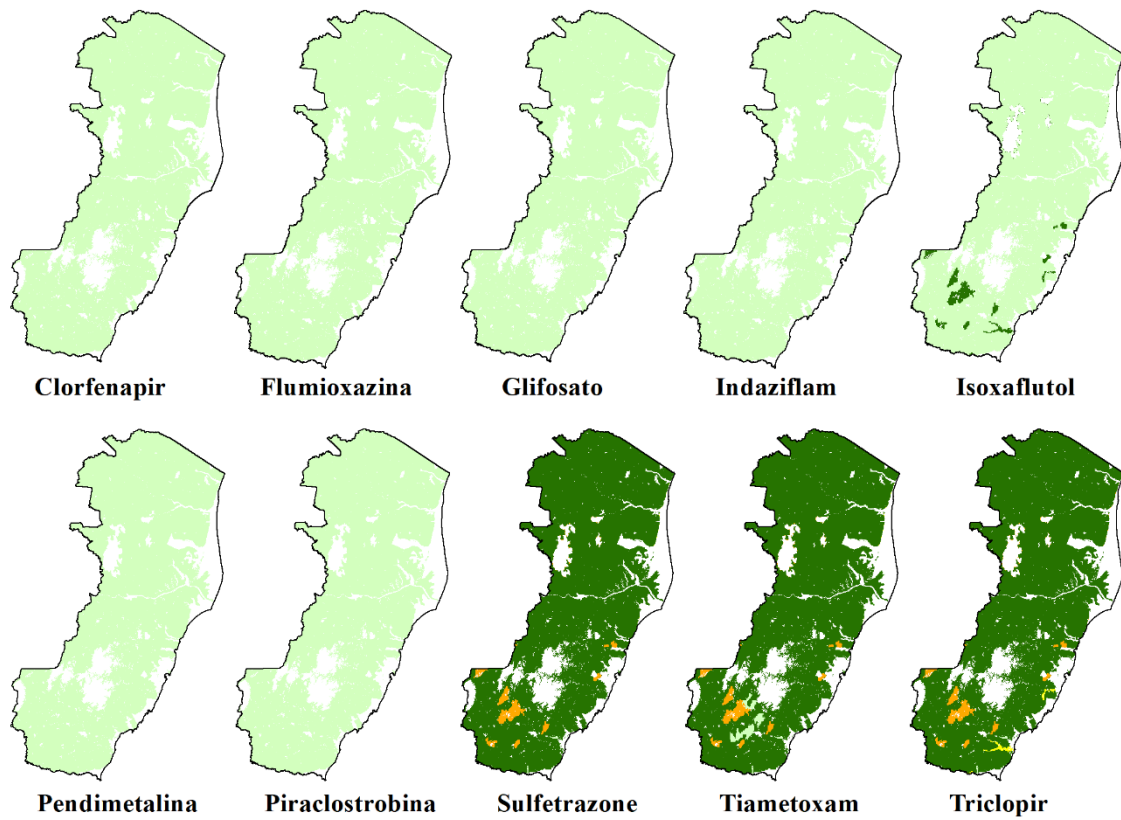 Clorfenapir Flumioxazina Glifosato Indaziflam Isoxaflutol
Pendimetalina Piraclostrobina Sulfetrazone Tiametoxam Triclopir